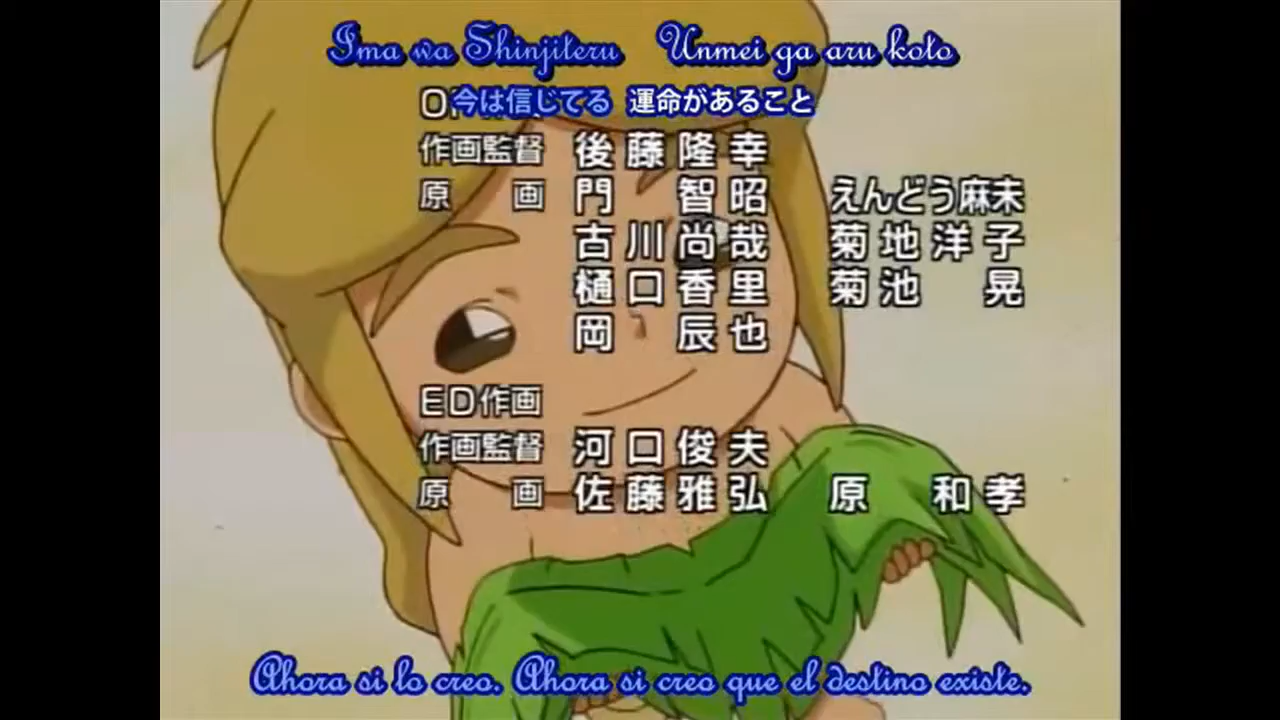 Ima wa Shinjiteru Unmei ga aru koto
今は信じてる 運命があること
作画監督 後藤隆幸
原画 門智昭 えんどう麻未
古川尚哉 菊地洋子
樋口香里 菊池晃
岡辰也
ED作画
作画監督 河口俊夫
原画 佐藤雅弘 原和孝
Ahora si lo creo. Ahora si creo que el destino existe.